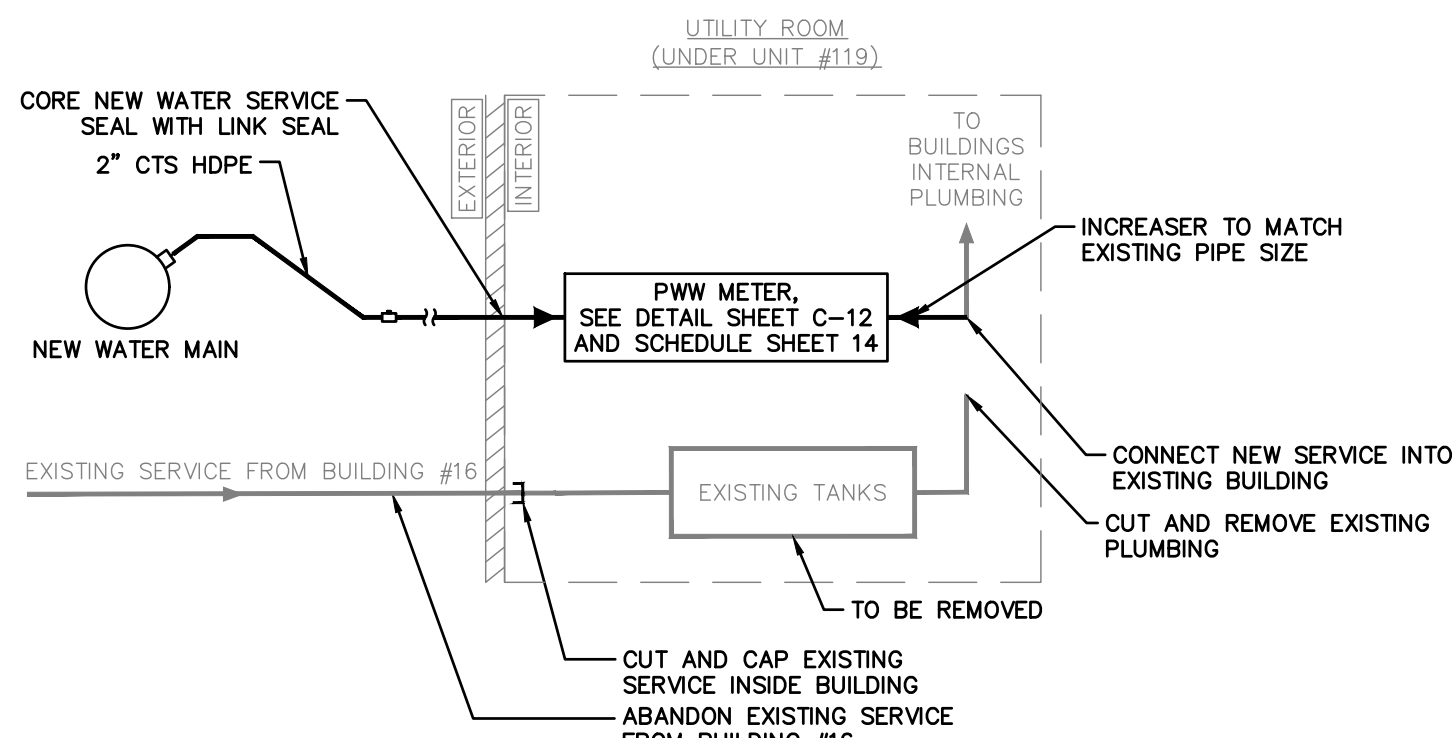 UTILITY ROOM
(UNDER UNIT #119)
CORE NEW WATER SERVICE
SEAL WITH LINK SEAL
2" CTS HDPE
EXTERIOR
INTERIOR
TO
BUILDINGS
INTERNAL
PLUMBING
INCREASER TO MATCH
EXISTING PIPE SIZE
PWW METER,
SEE DETAIL SHEET C-12
AND SCHEDULE SHEET 14
NEW WATER MAIN
EXISTING SERVICE FROM BUILDING #16
EXISTING TANKS
CONNECT NEW SERVICE INTO
EXISTING BUILDING
CUT AND REMOVE EXISTING
PLUMBING
TO BE REMOVED
CUT AND CAP EXISTING
SERVICE INSIDE BUILDING
ABANDON EXISTING SERVICE
FROM BUILDING #16